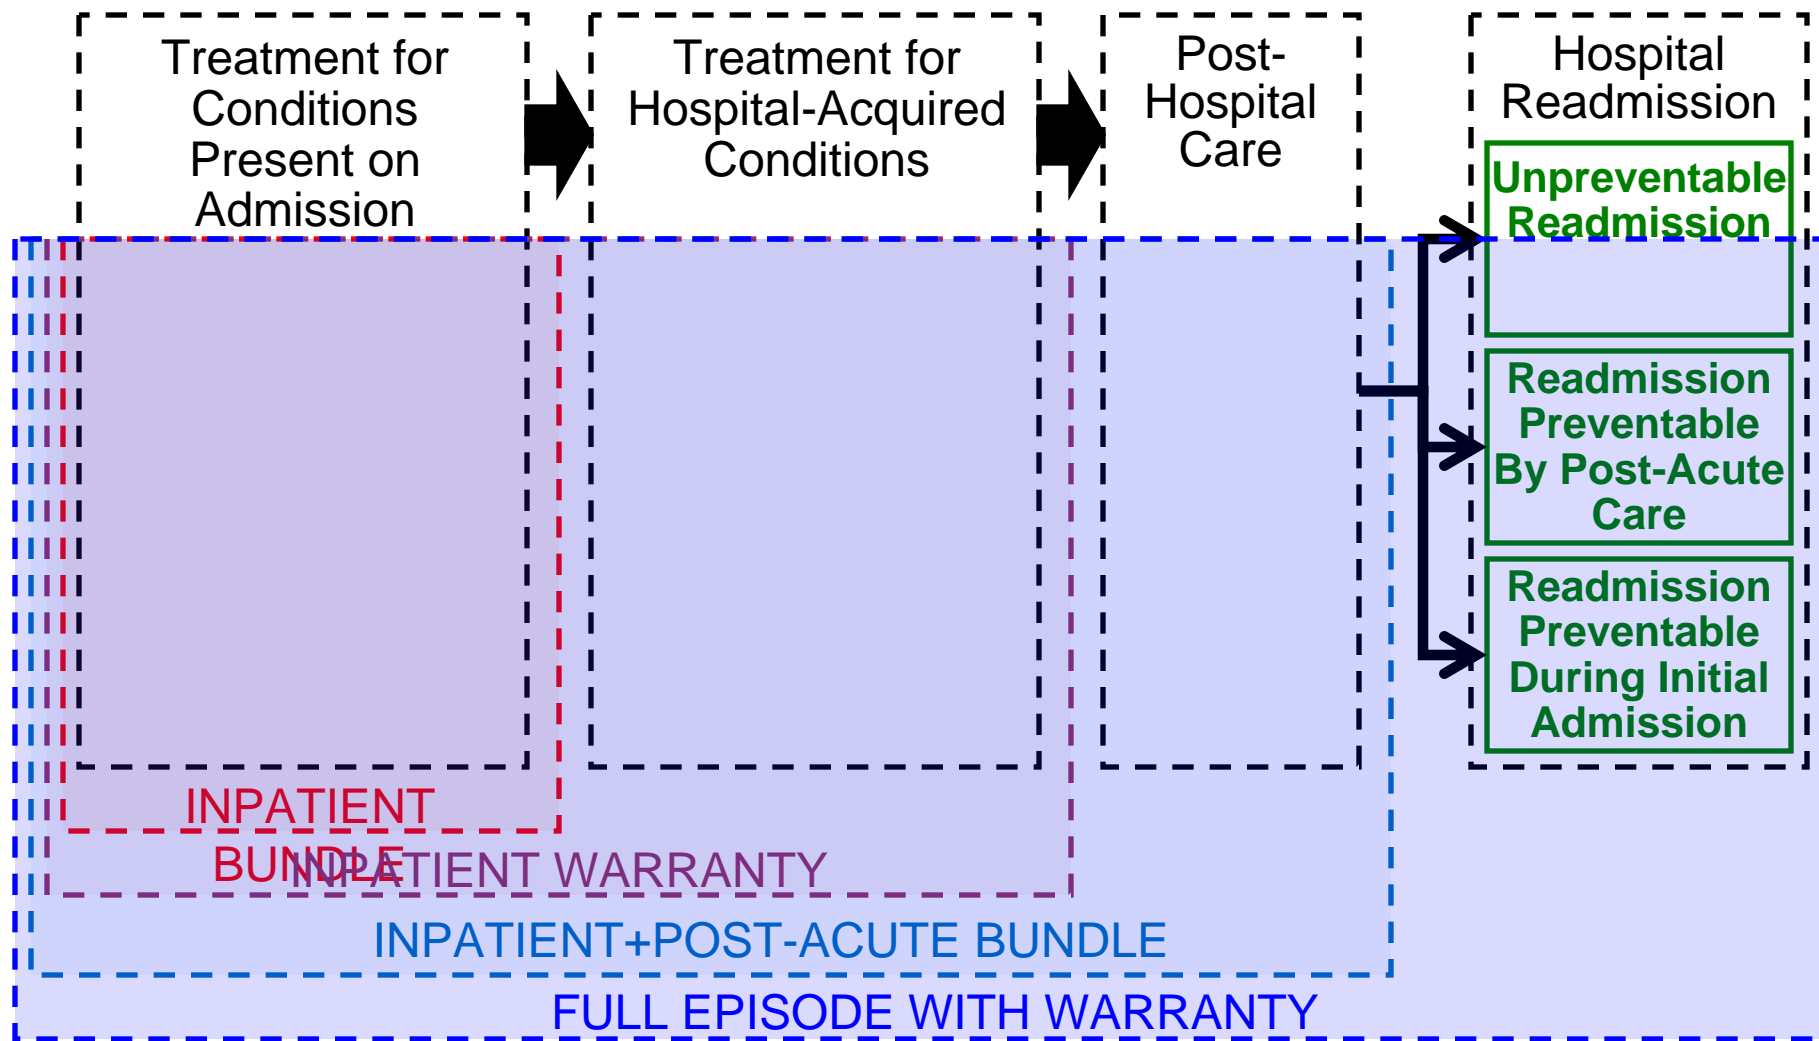 Treatment for
Conditions
Present on
Admission
Treatment for
Hospital-Acquired
Conditions
Post-
Hospital
Care
Hospital
Readmission
Unpreventable
Readmission
Readmission
Preventable
By Post-Acute
Care
Readmission
Preventable
During Initial
Admission
INPATIENT
BUNDLE
INPATIENT WARRANTY
INPATIENT+POST-ACUTE BUNDLE
FULL EPISODE WITH WARRANTY